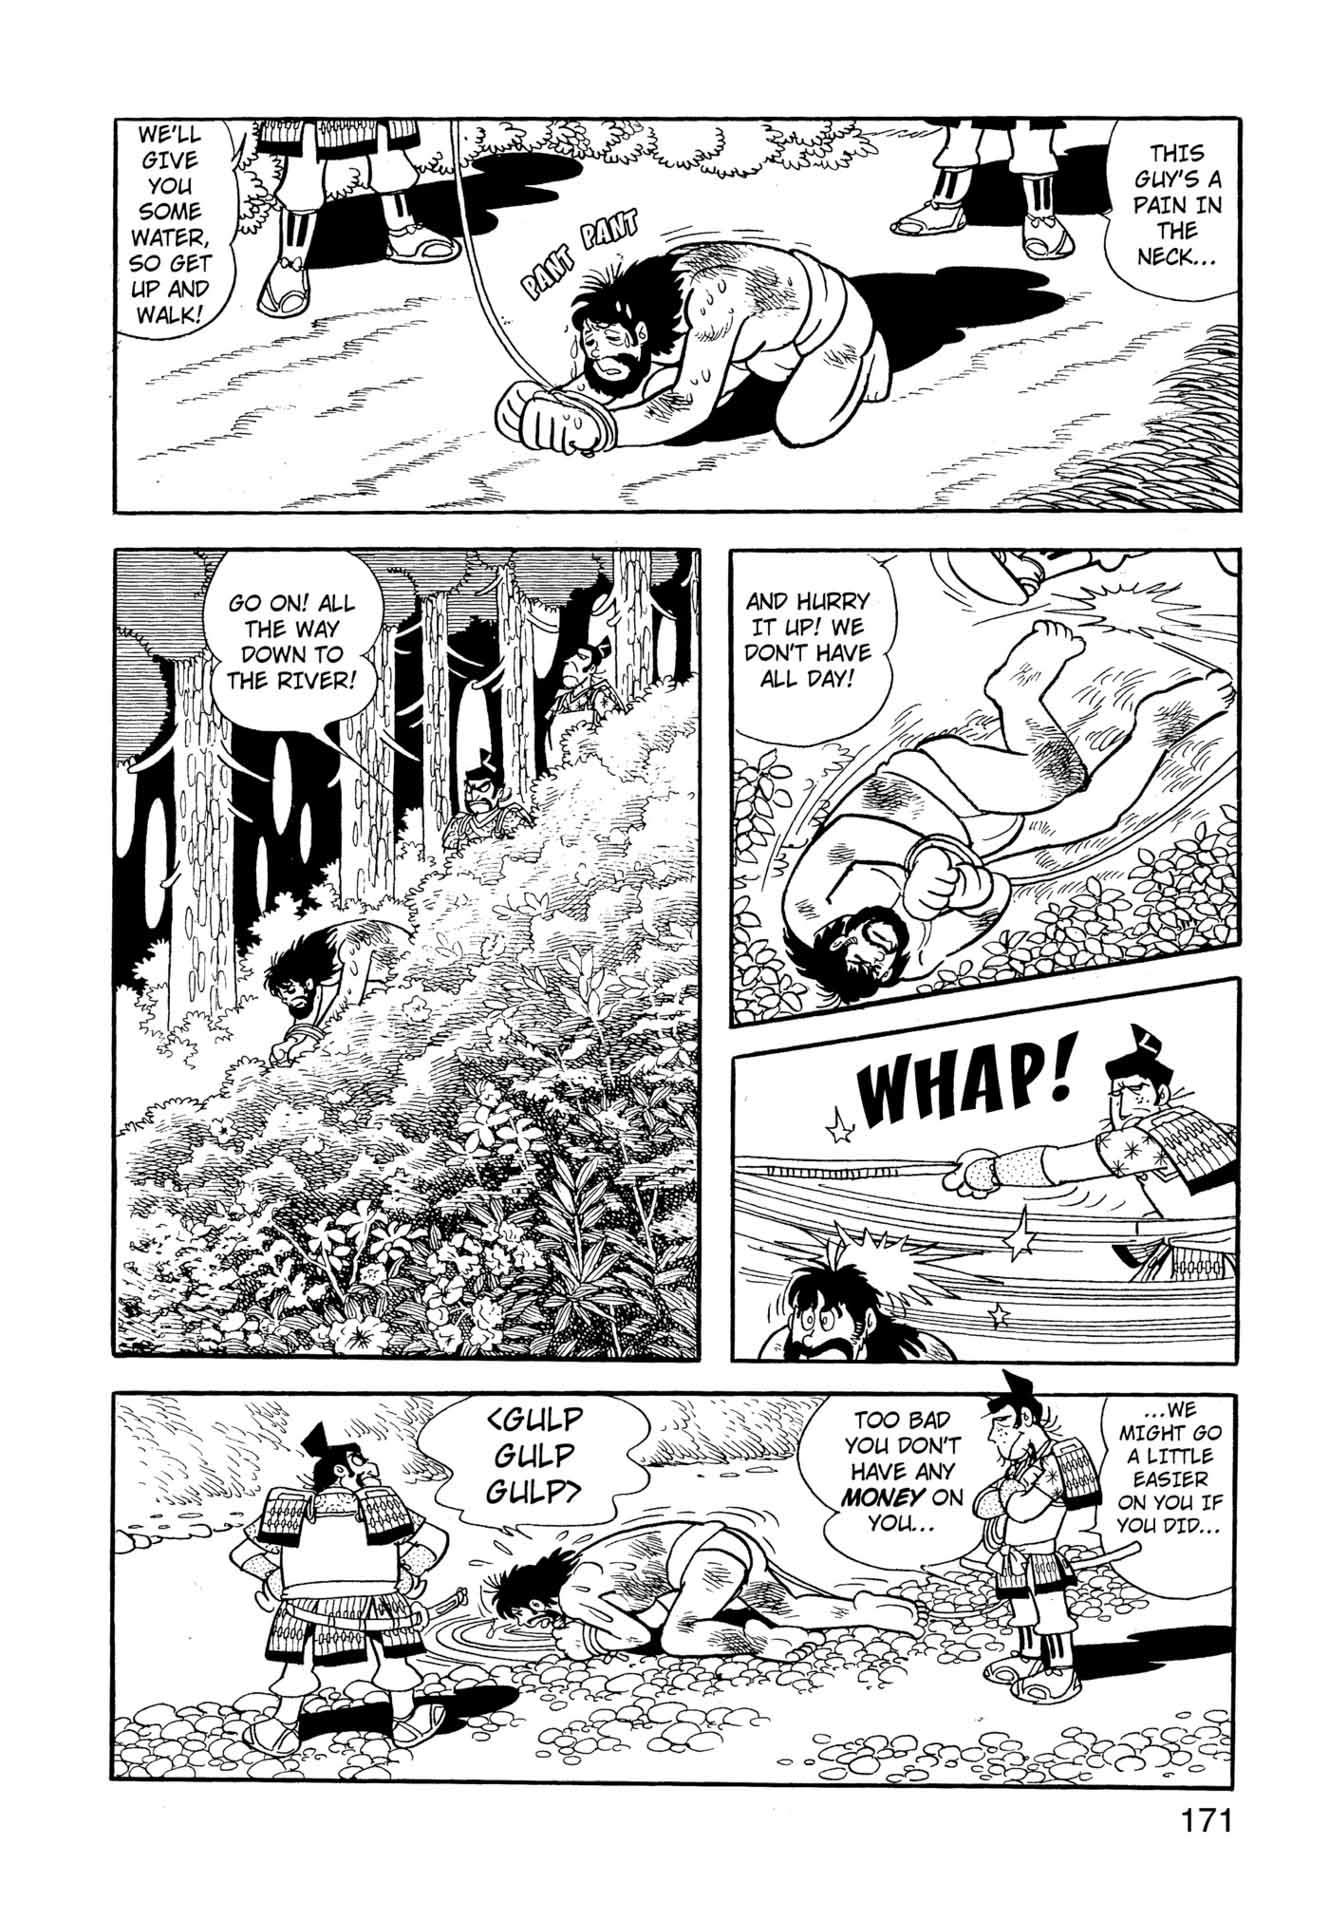 WE'LL
GIVE
YOU
SOME
WATER,
SO GET
UP AND
WALK!
PANT PANT
THIS
GUY'S A
PAIN IN
THE
NECK...
GO ON! ALL
THE WAY
DOWN TO
THE RIVER!
AND HURRY
IT UP! WE
DON'T HAVE
ALL DAY!
WHAP!
<GULP
GULP
GULP>
TOO BAD
YOU DON'T
HAVE ANY
MONEY ON
YOU...
...WE
MIGHT GO
A LITTLE
EASIER
ON YOU IF
YOU DID...
171